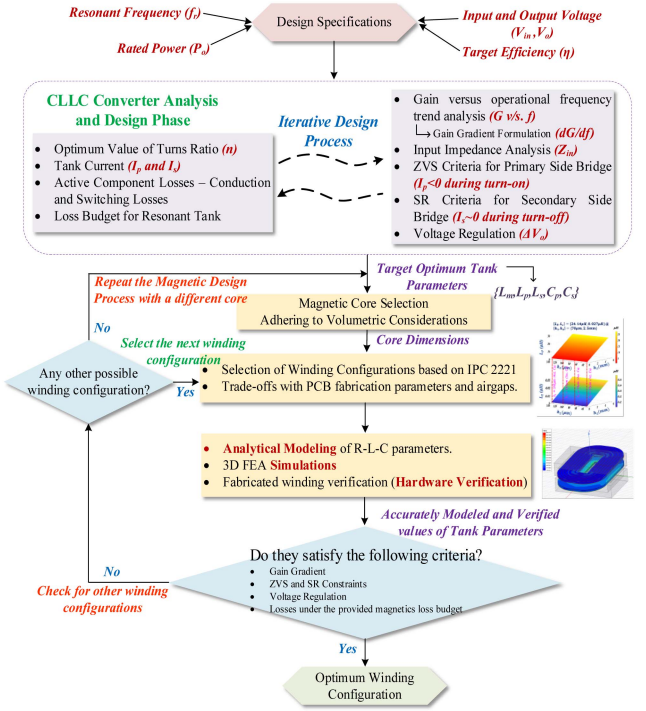 Resonant Frequency (fr)
Rated Power (Po)
Design Specifications
Input and Output Voltage
(Vin ,Vo)
Target Efficiency (η)
CLLC Converter Analysis
and Design Phase
• Optimum Value of Turns Ratio (n)
• Tank Current (Ip and Is)
• Active Component Losses – Conduction
and Switching Losses
• Loss Budget for Resonant Tank
Iterative Design
Process
• Gain versus operational frequency
trend analysis (G v/s. f)
Gain Gradient Formulation (dG/df)
• Input Impedance Analysis (Zin)
• ZVS Criteria for Primary Side Bridge
(Ip<0 during turn-on)
• SR Criteria for Secondary Side
Bridge (Is~0 during turn-off)
• Voltage Regulation (ΔVo)
Repeat the Magnetic Design
Process with a different core
Target Optimum Tank
Parameters
{Lm,Lp,Ls,Cp,Cs}
Magnetic Core Selection
Adhering to Volumetric Considerations
No
Select the next winding
configuration
Core Dimensions
Any other possible
winding configuration?
Yes
• Selection of Winding Configurations based on IPC 2221
• Trade-offs with PCB fabrication parameters and airgaps.
• Analytical Modeling of R-L-C parameters.
• 3D FEA Simulations
• Fabricated winding verification (Hardware Verification)
Accurately Modeled and Verified
values of Tank Parameters
Do they satisfy the following criteria?
• Gain Gradient
• ZVS and SR Constraints
• Voltage Regulation
• Losses under the provided magnetics loss budget
No
Check for other winding
configurations
Yes
Optimum Winding
Configuration